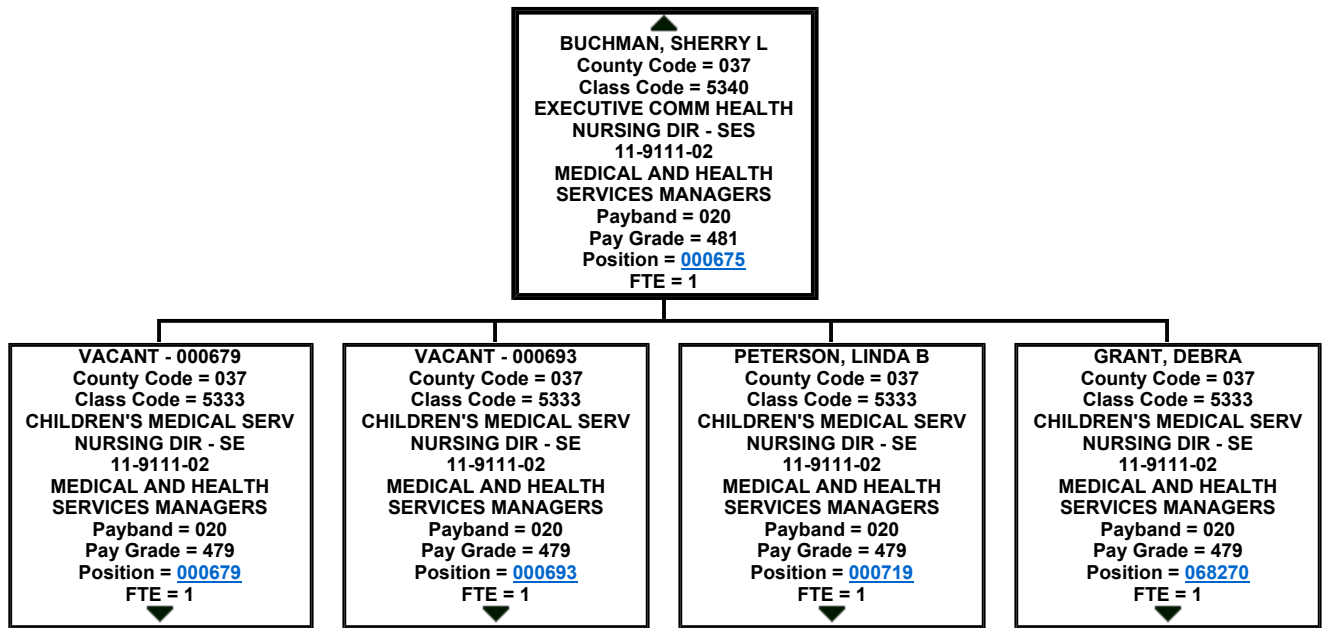 BUCHMAN, SHERRY L
County Code = 037
Class Code = 5340
EXECUTIVE COMM HEALTH
NURSING DIR - SES
11-9111-02
MEDICAL AND HEALTH
SERVICES MANAGERS
Payband = 020
Pay Grade = 481
Position = 000675
FTE = 1
VACANT - 000679
County Code = 037
Class Code = 5333
CHILDREN'S MEDICAL SERV
NURSING DIR - SE
11-9111-02
MEDICAL AND HEALTH
SERVICES MANAGERS
Payband = 020
Pay Grade = 479
Position = 000679
FTE = 1
VACANT - 000693
County Code = 037
Class Code = 5333
CHILDREN'S MEDICAL SERV
NURSING DIR - SE
11-9111-02
MEDICAL AND HEALTH
SERVICES MANAGERS
Payband = 020
Pay Grade = 479
Position = 000693
FTE = 1
PETERSON, LINDA B
County Code = 037
Class Code = 5333
CHILDREN'S MEDICAL SERV
NURSING DIR - SE
11-9111-02
MEDICAL AND HEALTH
SERVICES MANAGERS
Payband = 020
Pay Grade = 479
Position = 000719
FTE = 1
GRANT, DEBRA
County Code = 037
Class Code = 5333
CHILDREN'S MEDICAL SERV
NURSING DIR - SE
11-9111-02
MEDICAL AND HEALTH
SERVICES MANAGERS
Payband = 020
Pay Grade = 479
Position = 068270
FTE = 1